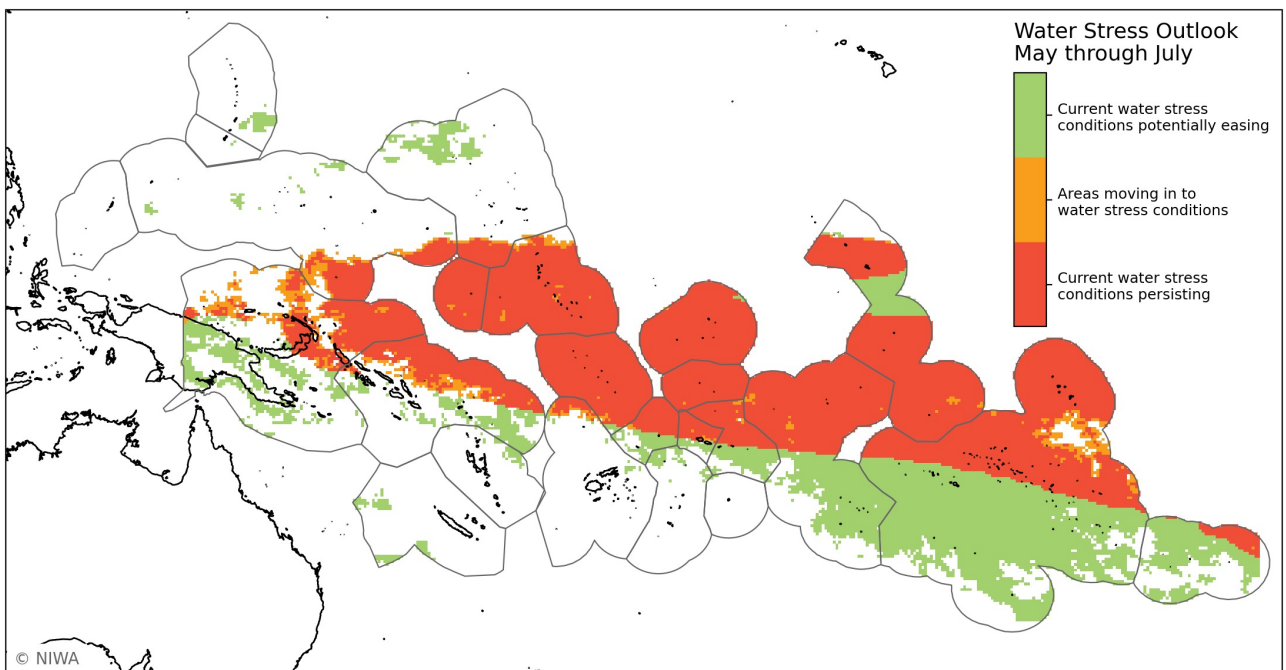 Water Stress Outlook
May through July
Current water stress
conditions potentially easing
Areas moving in to
water stress conditions
Current water stress
conditions persisting
© NIWA